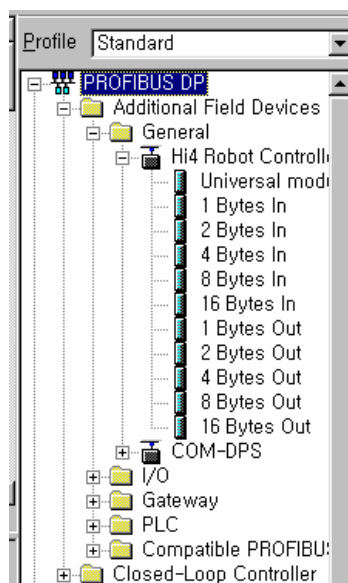 Profile Standard
PROFIBUS DP
Additional Field Devices
General
Hi4 Robot Controll
Universal mod
1 Bytes In
2 Bytes In
4 Bytes In
8 Bytes In
16 Bytes In
1 Bytes Out
2 Bytes Out
4 Bytes Out
8 Bytes Out
16 Bytes Out
COM-DPS
I/O
Gateway
PLC
Compatible PROFIBU
Closed-Loop Controller